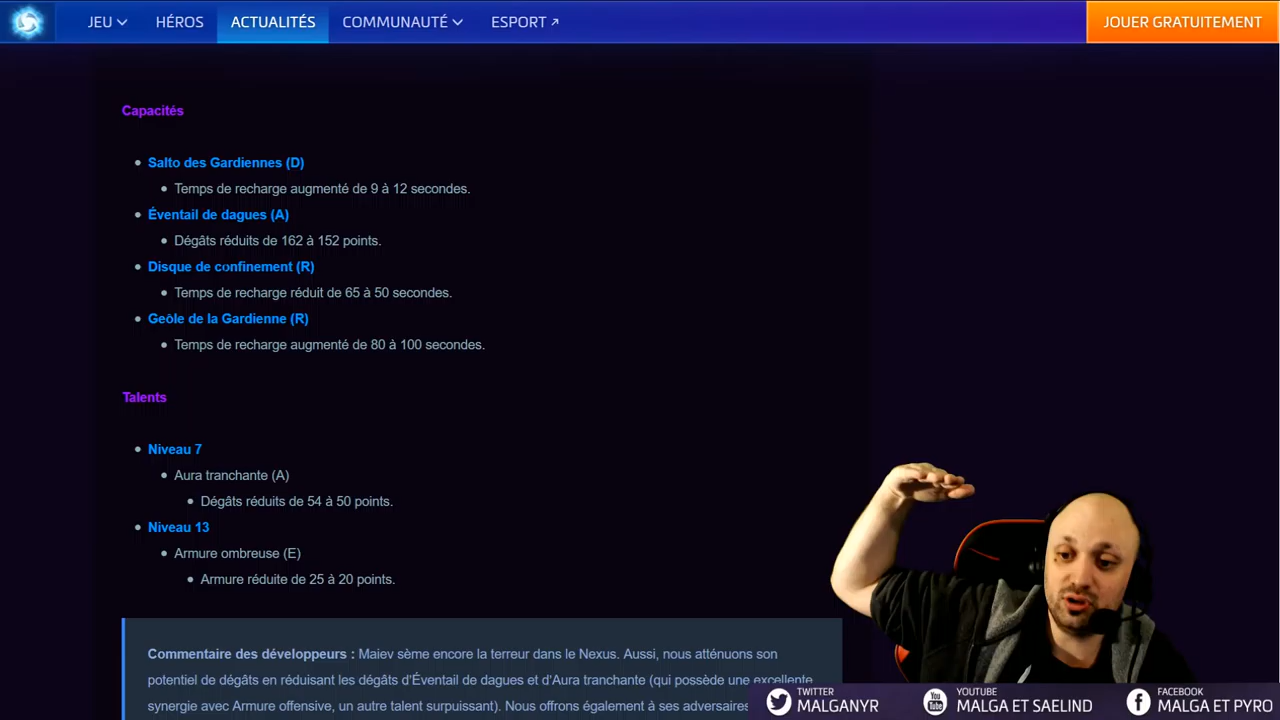 JEU HÉROS ACTUALITÉS COMMUNAUTÉ ESPORT JOUER GRATUITEMENT
Capacités
Salto des Gardiennes (D)
Temps de recharge augmenté de 9 à 12 secondes.
Éventail de dagues (A)
Dégâts réduits de 162 à 152 points.
Disque de confinement (R)
Temps de recharge réduit de 65 à 50 secondes.
Geôle de la Gardienne (R)
Temps de recharge augmenté de 80 à 100 secondes.
Talents
Niveau 7
Aura tranchante (A)
Dégâts réduits de 54 à 50 points.
Niveau 13
Armure ombreuse (E)
Armure réduite de 25 à 20 points.
Commentaire des développeurs : Maiev sème encore la terreur dans le Nexus. Aussi, nous atténuons son
potentiel de dégâts en réduisant les dégâts d'Éventail de dagues et d'Aura tranchante (qui possède une excellente
synergie avec Armure offensive, un autre talent surpuissant). Nous offrons également à ses adversaires
TWITTER
MALGANYR
YOUTUBE
MALGA ET SAELIND
FACEBOOK
MALGA ET PYRO